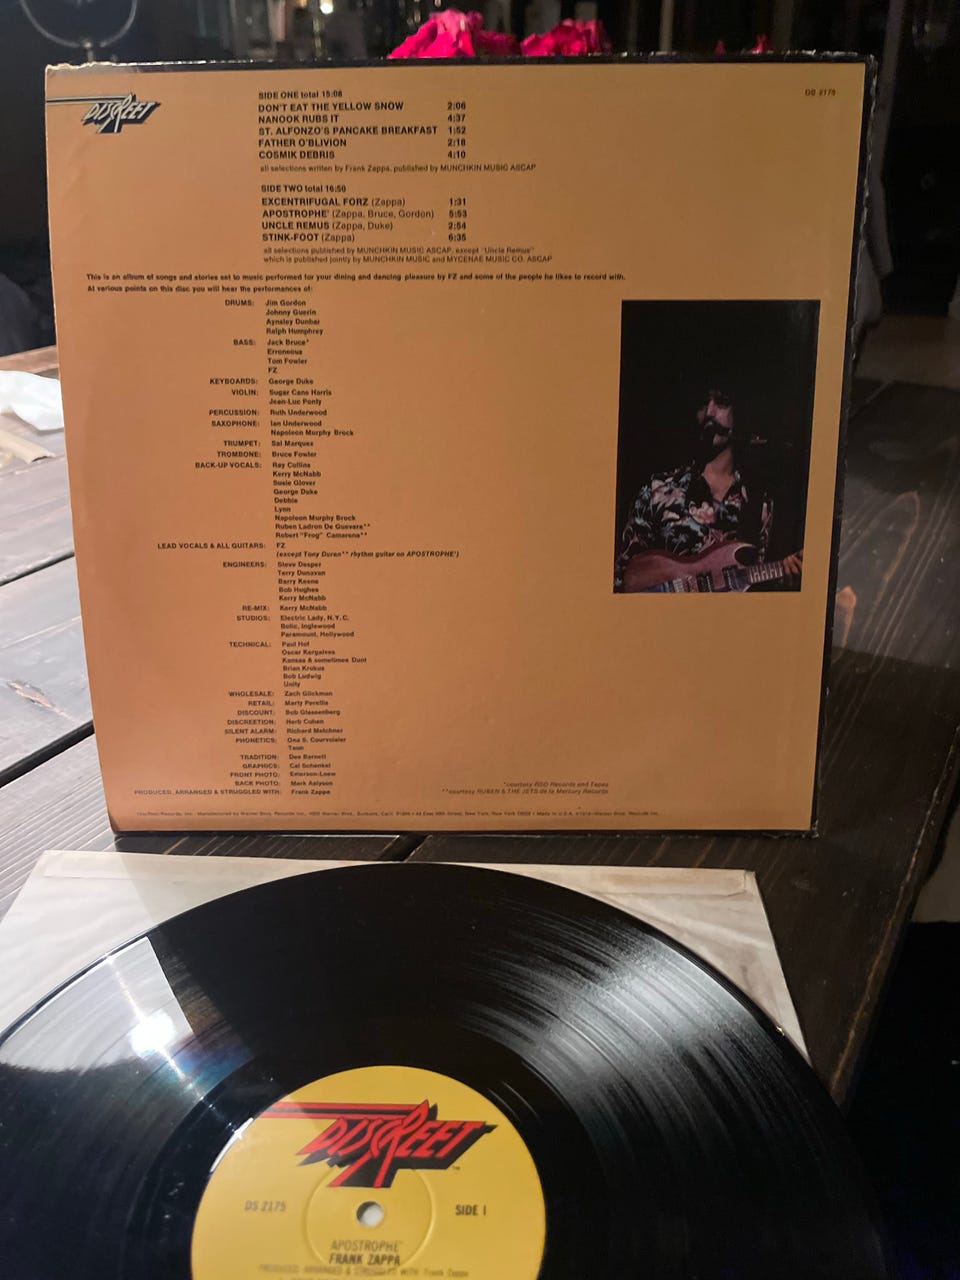 DISCREET
DS 2175
SIDE ONE total 15:08
DON'T EAT THE YELLOW SNOW 2:06
NANOOK RUBS IT 4:37
ST. ALFONZO'S PANCAKE BREAKFAST 1:52
FATHER O'BLIVION 2:18
COSMIK DEBRIS 4:10
all selections written by Frank Zappa, published by MUNCHKIN MUSIC ASCAP
SIDE TWO total 16:50
EXCENTRIFUGAL FORZ (Zappa) 1:31
APOSTROPHE' (Zappa, Bruce, Gordon) 5:53
UNCLE REMUS (Zappa, Duke) 2:54
STINK-FOOT (Zappa) 6:35
all selections published by MUNCHKIN MUSIC ASCAP, except "Uncle Remus"
which is published jointly by MUNCHKIN MUSIC and MYCENAE MUSIC CO. ASCAP
This is an album of songs and stories set to music performed for your dining and dancing pleasure by FZ and some of the people he likes to record with.
At various points on this disc you will hear the performances of:
DRUMS: Jim Gordon
Johnny Guerin
Aynsley Dunbar
Ralph Humphrey
BASS: Jack Bruce*
Erroneous
Tom Fowler
FZ
KEYBOARDS: George Duke
VIOLIN: Sugar Cane Harris
Jean-Luc Ponty
PERCUSSION: Ruth Underwood
SAXOPHONE: Ian Underwood
Napoleon Murphy Brock
TRUMPET: Sal Marquez
TROMBONE: Bruce Fowler
BACK-UP VOCALS: Ray Collins
Kerry McNabb
Susie Glover
George Duke
Debbie
Lynn
Napoleon Murphy Brock
Ruben Ladron De Guevara**
Robert "Frog" Camarena**
LEAD VOCALS & ALL GUITARS: FZ
(except Tony Duran** rhythm guitar on APOSTROPHE')
ENGINEERS: Steve Desper
Terry Dunavan
Barry Keene
Bob Hughes
Kerry McNabb
RE-MIX: Kerry McNabb
STUDIOS: Electric Lady, N.Y.C.
Bolic, Inglewood
Paramount, Hollywood
TECHNICAL: Paul Hof
Oscar Kergaives
Kansas & sometimes Dunt
Brian Krokus
Bob Ludwig
Unity
WHOLESALE: Zach Glickman
RETAIL: Marty Perellis
DISCOUNT: Bob Glassenberg
DISCREETION: Herb Cohen
SILENT ALARM: Richard Melchner
PHONETICS: Ona S. Courvoisier
TRADITION: Dee Barnett
GRAPHICS: Cal Schenkel
FRONT PHOTO: Emerson-Loew
BACK PHOTO: Mark Aalyson
PRODUCED, ARRANGED & STRUGGLED WITH: Frank Zappa
*courtesy RSO Records and Tapes
**courtesy RUBEN & THE JETS de la Mercury Records
DISCREET
TM
DS 2175
SIDE 1
APOSTROPHE'
FRANK ZAPPA
PRODUCED, ARRANGED & STRUGGLED WITH: Frank Zappa